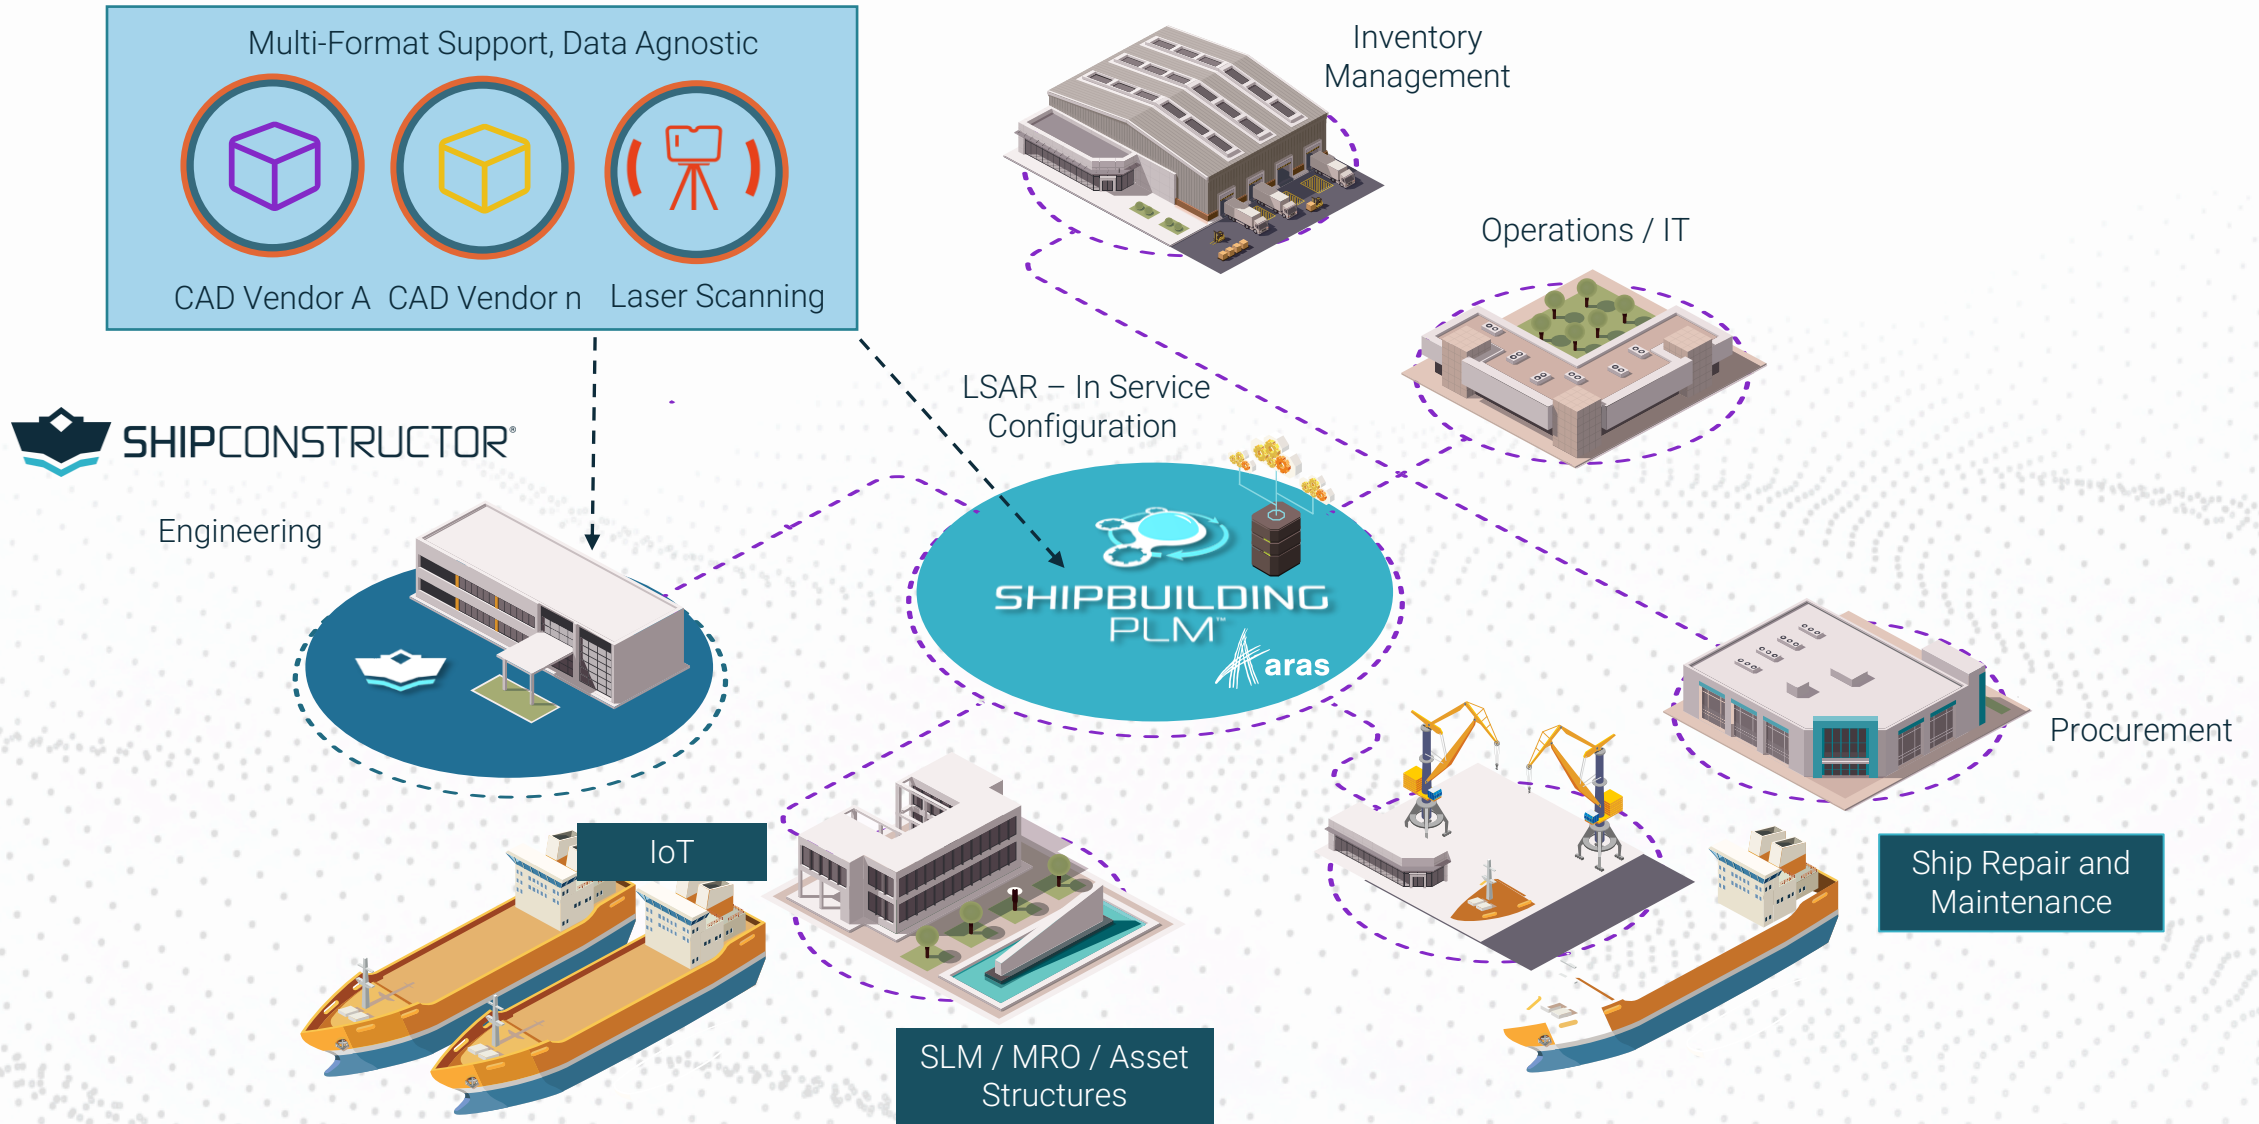 Multi-Format Support, Data Agnostic
CAD Vendor A
CAD Vendor n
Laser Scanning
Inventory
Management
Operations / IT
LSAR – In Service
Configuration
SHIPCONSTRUCTOR®
Engineering
SHIPBUILDING
PLM™
aras
Procurement
IoT
Ship Repair and
Maintenance
SLM / MRO / Asset
Structures